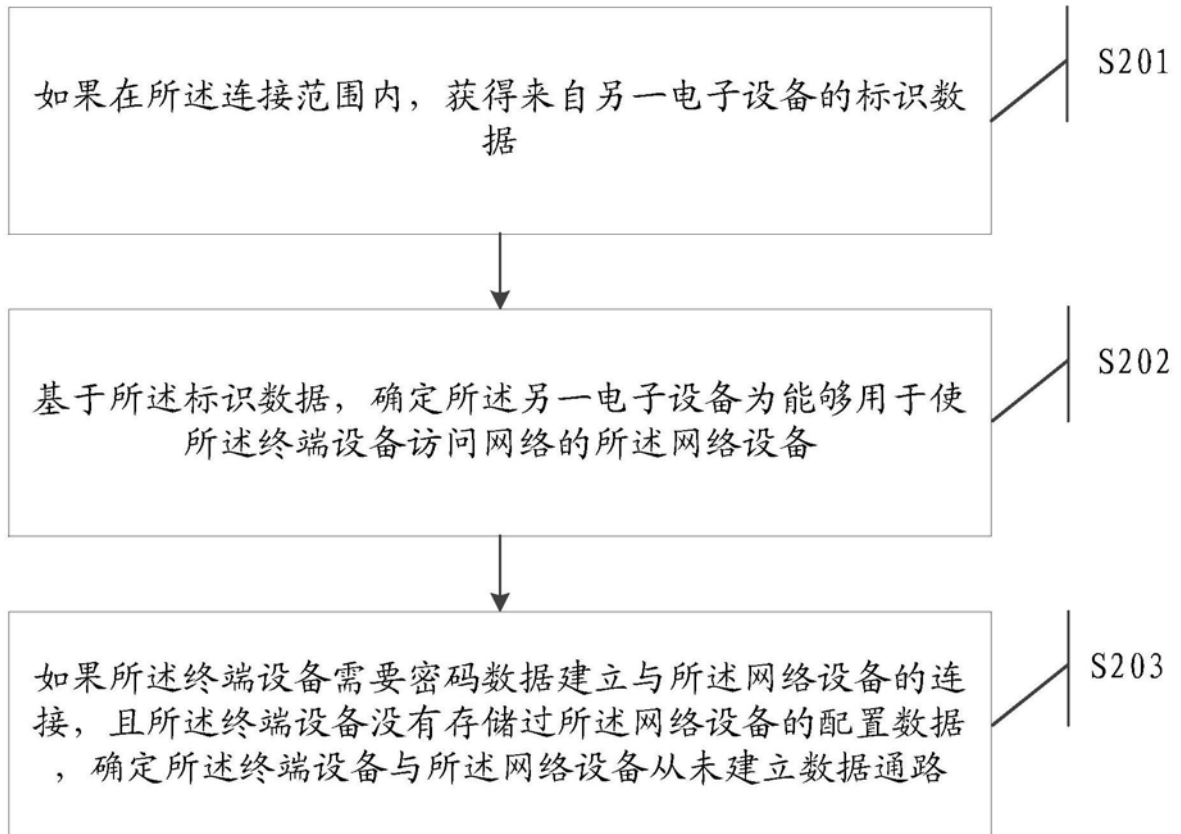 如果在所述连接范围内，获得来自另一电子设备的标识数
据
S201
基于所述标识数据，确定所述另一电子设备为能够用于使
所述终端设备访问网络的所述网络设备
S202
如果所述终端设备需要密码数据建立与所述网络设备的连
接，且所述终端设备没有存储过所述网络设备的配置数据
，确定所述终端设备与所述网络设备从未建立数据通路
S203